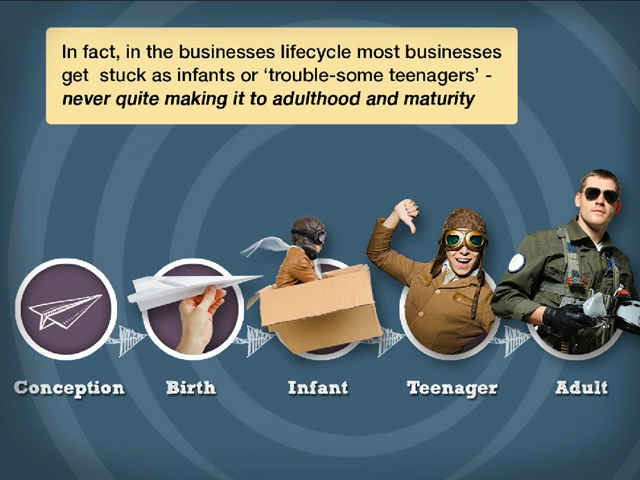 In fact, in the businesses lifecycle most businesses
get  stuck as infants or ‘trouble-some teenagers’ -
never quite making it to adulthood and maturity
Conception Birth Infant Teenager Adult